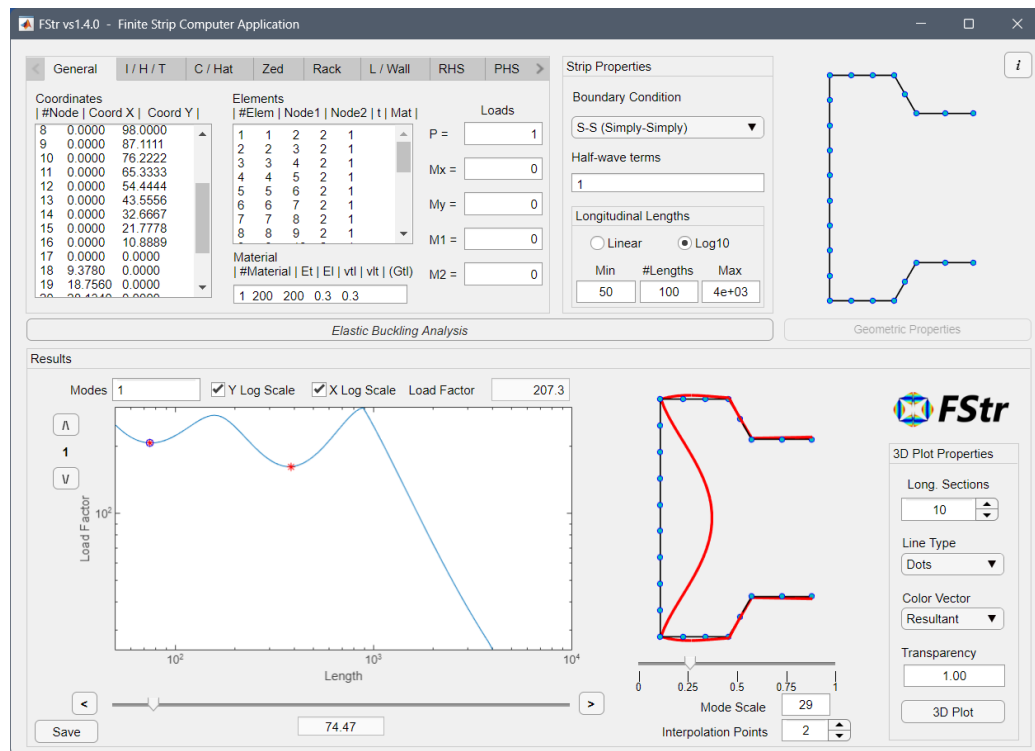 FStr vs1.4.0 - Finite Strip Computer Application
General I / H / T C / Hat Zed Rack L / Wall RHS PHS
Coordinates
| #Node | Coord X | Coord Y |
8 0.0000 98.0000
9 0.0000 87.1111
10 0.0000 76.2222
11 0.0000 65.3333
12 0.0000 54.4444
13 0.0000 43.5556
14 0.0000 32.6667
15 0.0000 21.7778
16 0.0000 10.8889
17 0.0000 0.0000
18 9.3780 0.0000
19 18.7560 0.0000
Elements
| #Elem | Node1 | Node2 | t | Mat |
1 1 2 2 1
2 2 3 2 1
3 3 4 2 1
4 4 5 2 1
5 5 6 2 1
6 6 7 2 1
7 7 8 2 1
8 8 9 2 1
Material
| #Material | Et | El | vtl | vlt | (Gtl)
1 200 200 0.3 0.3
Loads
P = 1
Mx = 0
My = 0
M1 = 0
M2 = 0
Strip Properties
Boundary Condition
S-S (Simply-Simply)
Half-wave terms
1
Longitudinal Lengths
Linear Log10
Min #Lengths Max
50 100 4e+03
i
Elastic Buckling Analysis
Geometric Properties
Results
Modes 1 Y Log Scale X Log Scale Load Factor 207.3
/\
1
\/
Load Factor
10²
10² 10³ 10⁴
Length
< >
74.47
Save
0 0.25 0.5 0.75 1
Mode Scale 29
Interpolation Points 2
FStr
3D Plot Properties
Long. Sections
10
Line Type
Dots
Color Vector
Resultant
Transparency
1.00
3D Plot